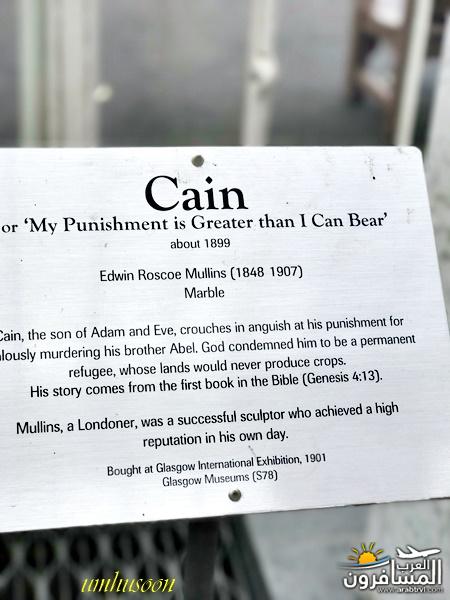 Cain
or ‘My Punishment is Greater than I Can Bear’
about 1899
Edwin Roscoe Mullins (1848 1907)
Marble
Cain, the son of Adam and Eve, crouches in anguish at his punishment for
murdering his brother Abel. God condemned him to be a permanent
refugee, whose lands would never produce crops.
His story comes from the first book in the Bible (Genesis 4:13).
Mullins, a Londoner, was a successful sculptor who achieved a high
reputation in his own day.
Bought at Glasgow International Exhibition, 1901
Glasgow Museums (S78)
umhusoon
العرب
المسافرون
www.arabtrvl.com